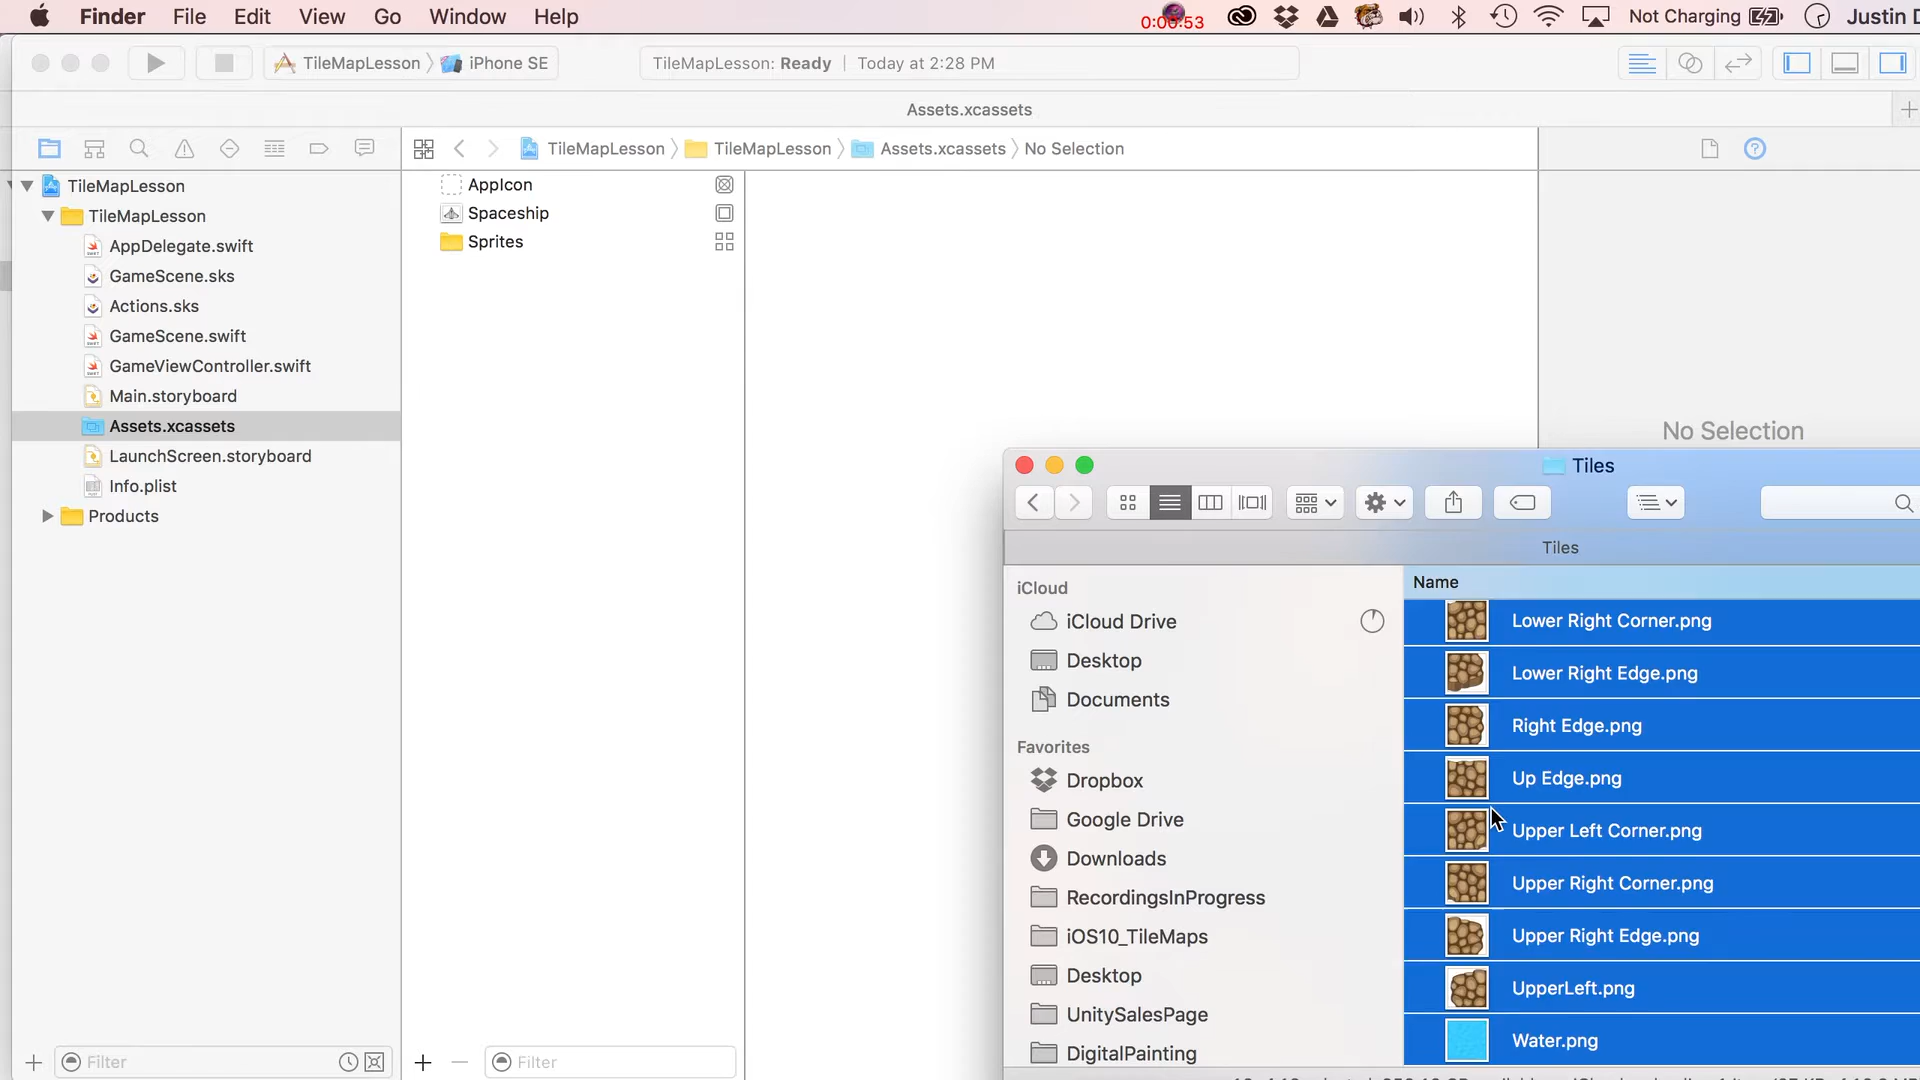 Finder File Edit View Go Window Help 0:00:53 Not Charging Justin D
TileMapLesson iPhone SE TileMapLesson: Ready Today at 2:28 PM
Assets.xcassets
TileMapLesson TileMapLesson Assets.xcassets No Selection
TileMapLesson
TileMapLesson
AppDelegate.swift
GameScene.sks
Actions.sks
GameScene.swift
GameViewController.swift
Main.storyboard
Assets.xcassets
LaunchScreen.storyboard
Info.plist
Products
Filter
AppIcon
Spaceship
Sprites
Filter
No Selection
Tiles
Tiles
iCloud
iCloud Drive
Desktop
Documents
Favorites
Dropbox
Google Drive
Downloads
RecordingsInProgress
iOS10_TileMaps
Desktop
UnitySalesPage
DigitalPainting
Name
Lower Right Corner.png
Lower Right Edge.png
Right Edge.png
Up Edge.png
Upper Left Corner.png
Upper Right Corner.png
Upper Right Edge.png
UpperLeft.png
Water.png